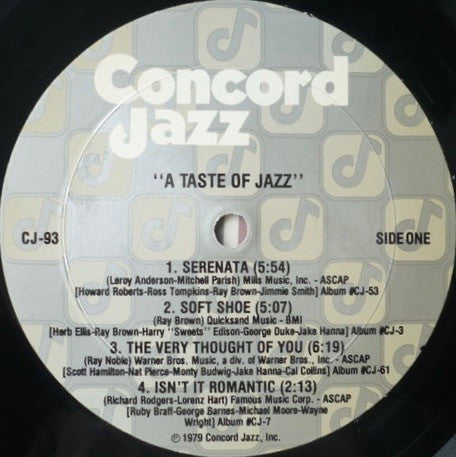 Concord
Jazz
"A TASTE OF JAZZ"
CJ-93
SIDE ONE
1. SERENATA (5:54)
(Leroy Anderson-Mitchell Parish) Mills Music, Inc. - ASCAP
[Howard Roberts-Ross Tompkins-Ray Brown-Jimmie Smith] Album #CJ-53
2. SOFT SHOE (5:07)
(Ray Brown) Quicksand Music - BMI
[Herb Ellis-Ray Brown-Harry "Sweets" Edison-George Duke-Jake Hanna] Album #CJ-3
3. THE VERY THOUGHT OF YOU (6:19)
(Ray Noble) Warner Bros. Music, a div. of Warner Bros., Inc. - ASCAP
[Scott Hamilton-Nat Pierce-Monty Budwig-Jake Hanna-Cal Collins] Album #CJ-61
4. ISN'T IT ROMANTIC (2:13)
(Richard Rodgers-Lorenz Hart) Famous Music Corp. - ASCAP
[Ruby Braff-George Barnes-Michael Moore-Wayne
Wright] Album #CJ-7
℗ 1979 Concord Jazz, Inc.